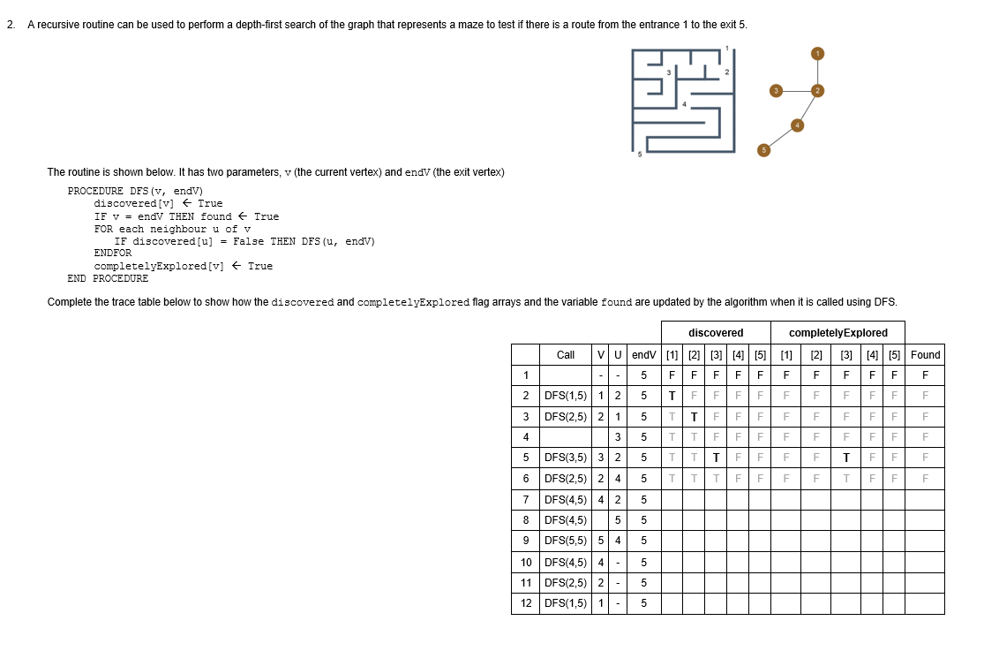 2. A recursive routine can be used to perform a depth-first search of the graph that represents a maze to test if there is a route from the entrance 1 to the exit 5.
1
3 2
4
5
1
3 2
4
5
The routine is shown below. It has two parameters, v (the current vertex) and endV (the exit vertex)
PROCEDURE DFS(v, endV)
discovered[v] ← True
IF v = endV THEN found ← True
FOR each neighbour u of v
IF discovered[u] = False THEN DFS(u, endV)
ENDFOR
completelyExplored[v] ← True
END PROCEDURE
Complete the trace table below to show how the discovered and completelyExplored flag arrays and the variable found are updated by the algorithm when it is called using DFS.
discovered completelyExplored
Call V U endV [1] [2] [3] [4] [5] [1] [2] [3] [4] [5] Found
1 - - 5 F F F F F F F F F F F
2 DFS(1,5) 1 2 5 T F F F F F F F F F F
3 DFS(2,5) 2 1 5 T T F F F F F F F F F
4 3 5 T T F F F F F F F F F
5 DFS(3,5) 3 2 5 T T T F F F F T F F F
6 DFS(2,5) 2 4 5 T T T F F F F T F F F
7 DFS(4,5) 4 2 5
8 DFS(4,5) 5 5
9 DFS(5,5) 5 4 5
10 DFS(4,5) 4 - 5
11 DFS(2,5) 2 - 5
12 DFS(1,5) 1 - 5